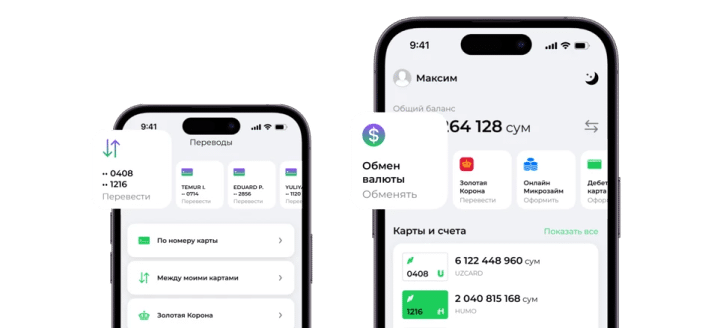 9:41
Переводы
•• 0408
•• 1216
Перевести
TEMUR I.
•• 0714
Перевести
EDUARD P.
•• 2856
Перевести
YULIYA
•• 1120
Перевести
По номеру карты
Между моими картами
Золотая Корона
9:41
Максим
Общий баланс
264 128 сум
Обмен
валюты
Обменять
Золотая
Корона
Перевести
Онлайн
Микрозайм
Оформить
Дебет
карта
Оформ
Карты и счета
Показать все
0408
6 122 448 960 сум
UZCARD
1216
2 040 815 168 сум
HUMO